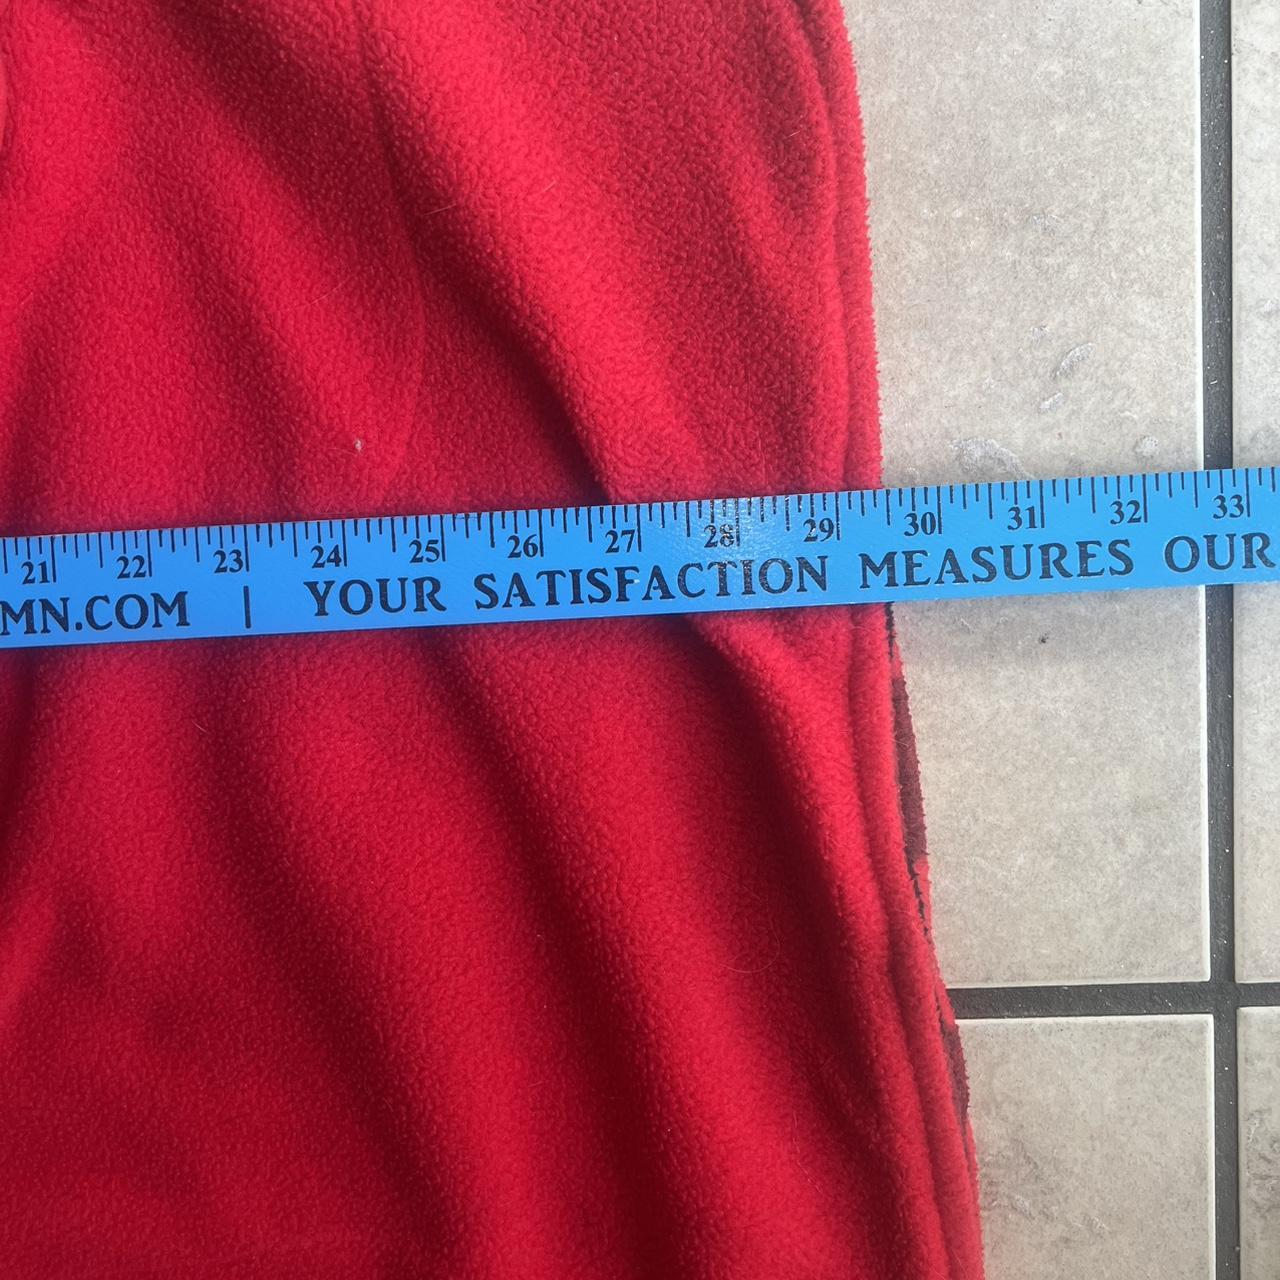 21 22 23 24 25 26 27 28 29 30 31 32 33
MN.COM | YOUR SATISFACTION MEASURES OUR